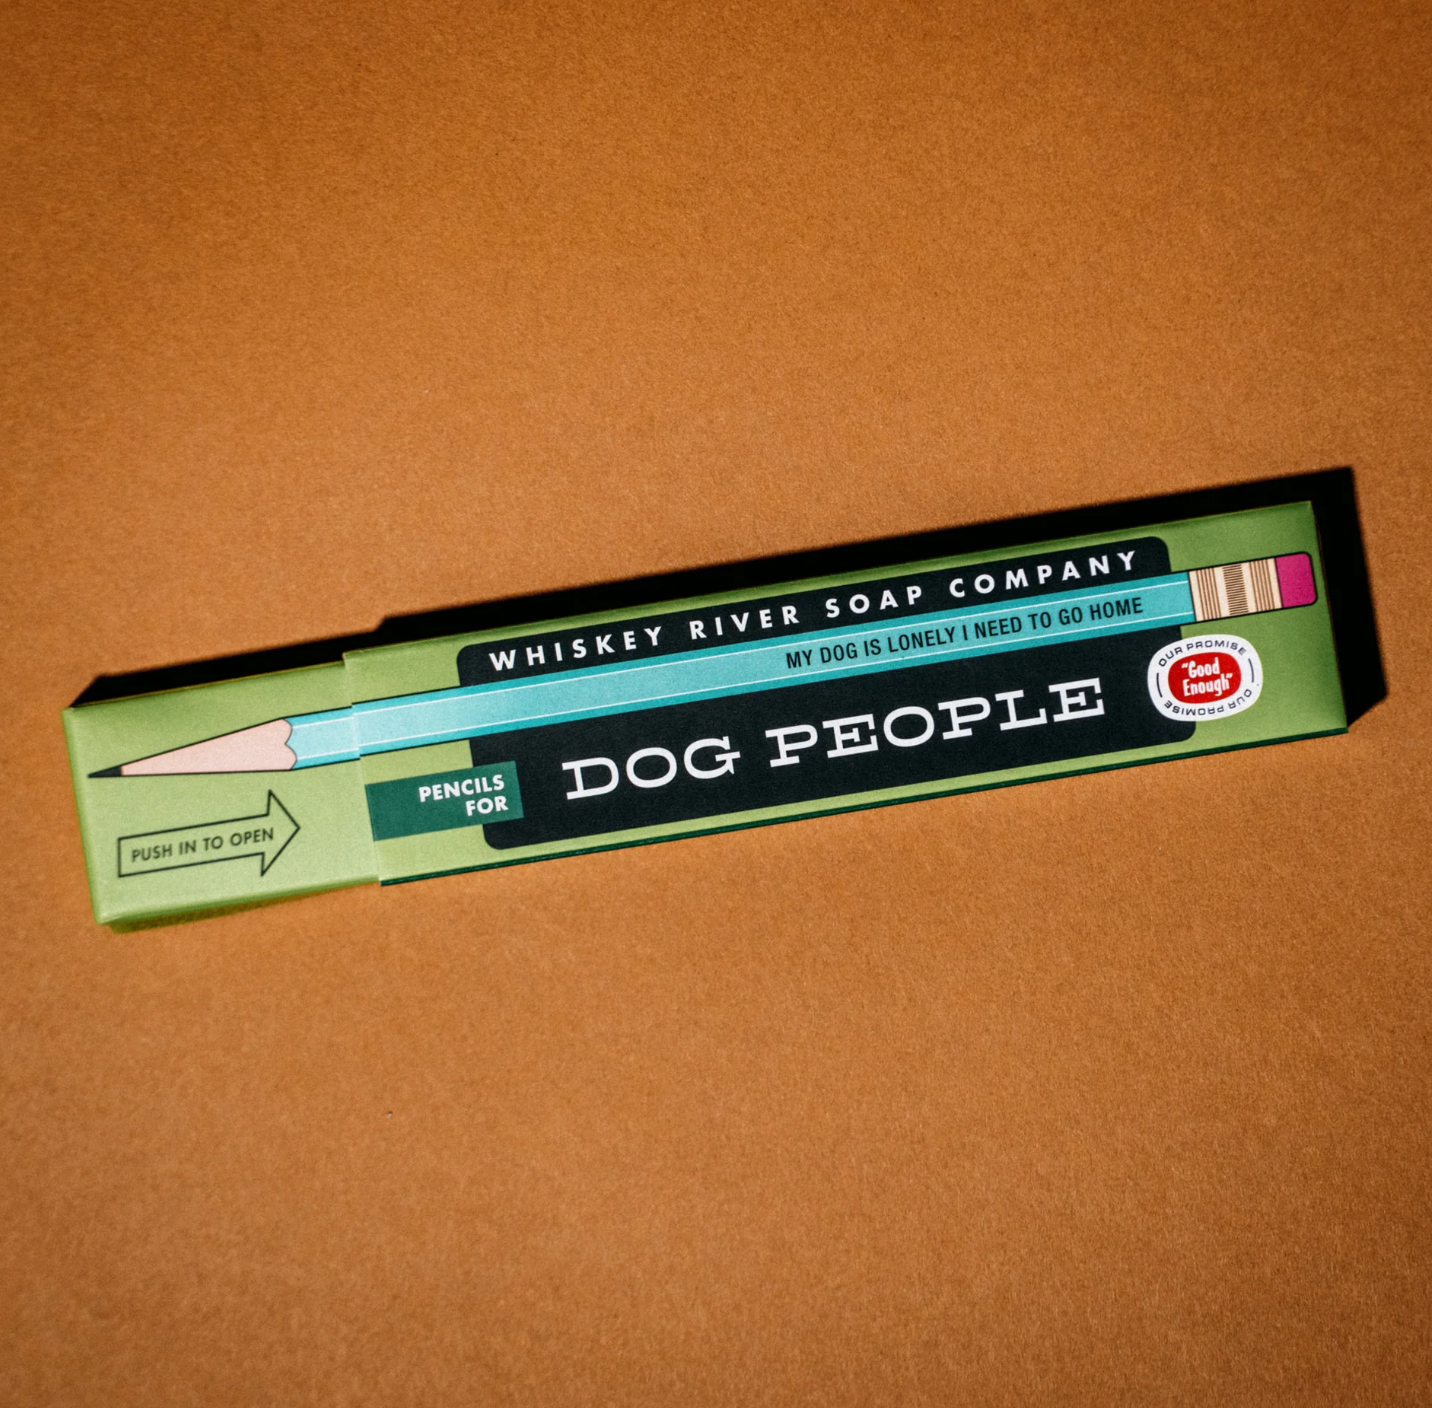 WHISKEY RIVER SOAP COMPANY
MY DOG IS LONELY I NEED TO GO HOME
DOG PEOPLE
PENCILS
FOR
PUSH IN TO OPEN
OUR PROMISE
"Good
Enough"
OUR PROMISE